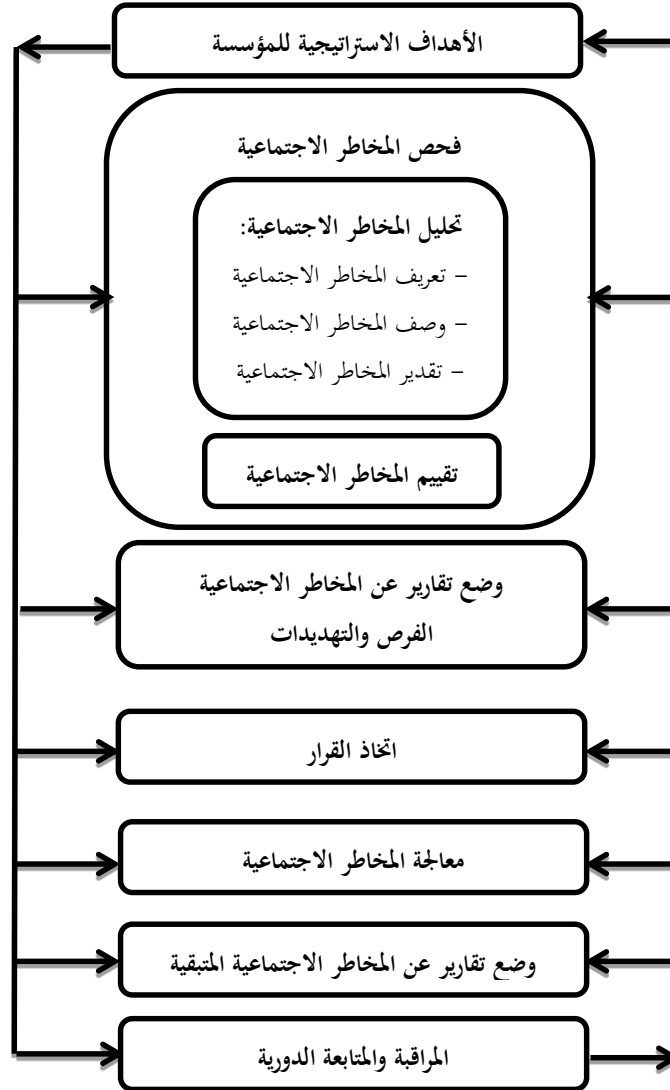 الأهداف الاستراتيجية للمؤسسة
فحص المخاطر الاجتماعية
تحليل المخاطر الاجتماعية:
– تعريف المخاطر الاجتماعية
– وصف المخاطر الاجتماعية
– تقدير المخاطر الاجتماعية
تقييم المخاطر الاجتماعية
وضع تقارير عن المخاطر الاجتماعية
الفرص والتهديدات
اتخاذ القرار
معالجة المخاطر الاجتماعية
وضع تقارير عن المخاطر الاجتماعية المتبقية
المراقبة والمتابعة الدورية